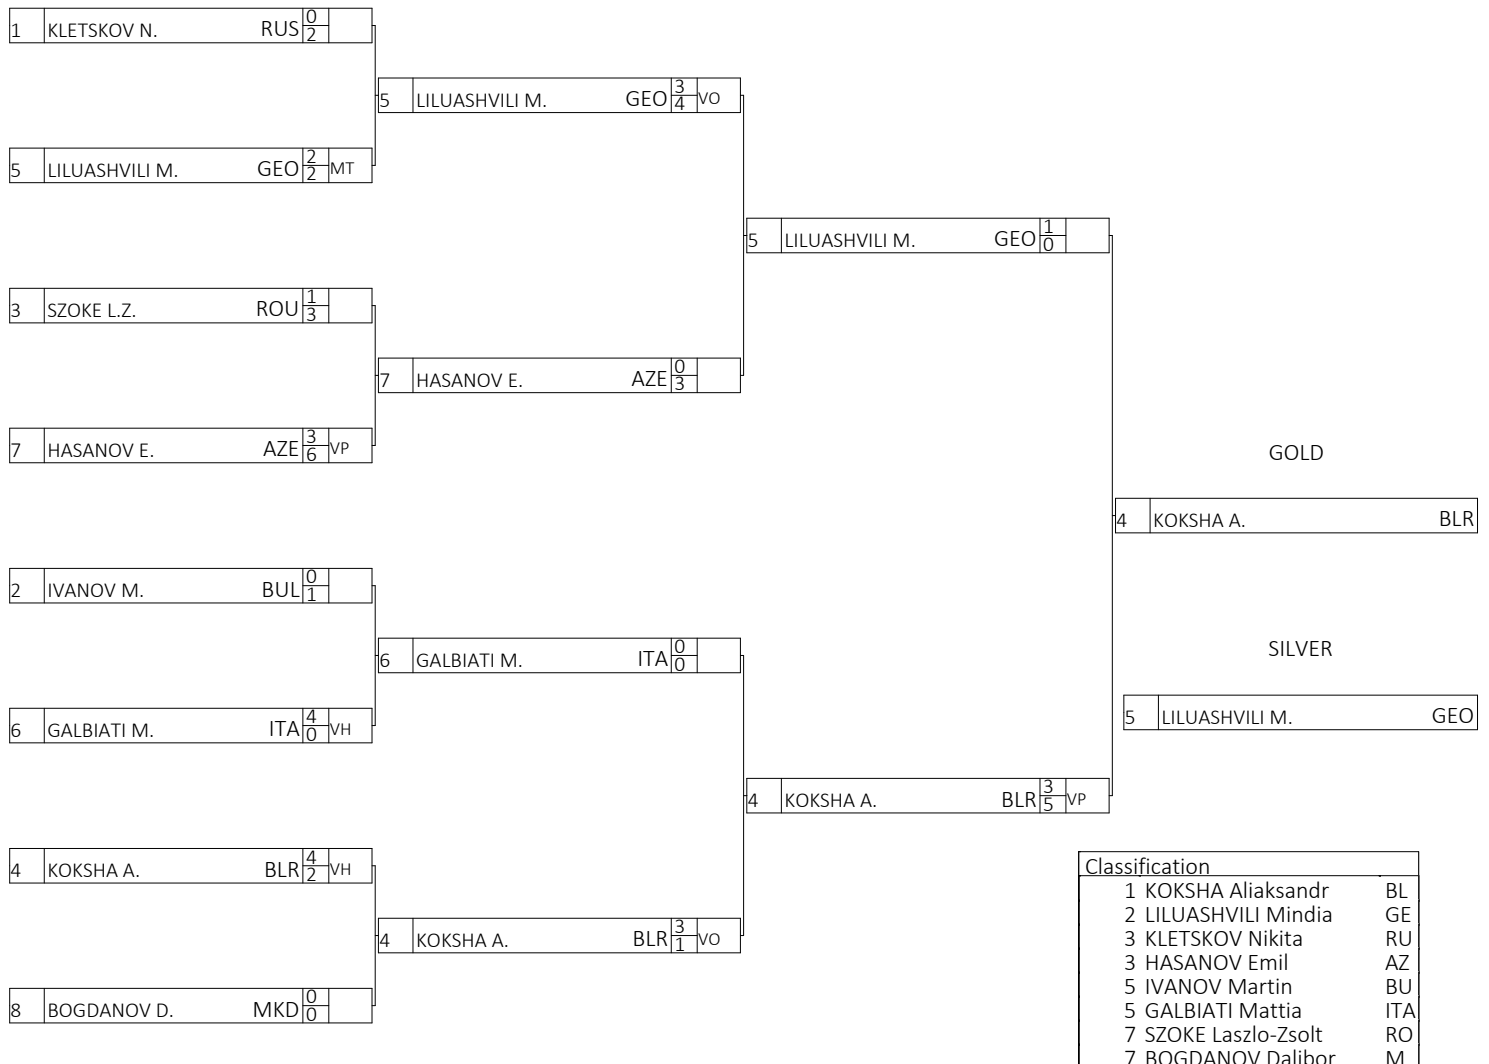 1 KLETSKOV N. RUS 0 2
5 LILUASHVILI M. GEO 3 4 VO
5 LILUASHVILI M. GEO 2 2 MT
5 LILUASHVILI M. GEO 1 0
3 SZOKE L.Z. ROU 1 3
7 HASANOV E. AZE 0 3
7 HASANOV E. AZE 3 6 VP
GOLD
4 KOKSHA A. BLR
2 IVANOV M. BUL 0 1
6 GALBIATI M. ITA 0 0
SILVER
6 GALBIATI M. ITA 4 0 VH
5 LILUASHVILI M. GEO
4 KOKSHA A. BLR 3 5 VP
4 KOKSHA A. BLR 4 2 VH
4 KOKSHA A. BLR 3 1 VO
8 BOGDANOV D. MKD 0 0
Classification
1 KOKSHA Aliaksandr BL
2 LILUASHVILI Mindia GE
3 KLETSKOV Nikita RU
3 HASANOV Emil AZ
5 IVANOV Martin BU
5 GALBIATI Mattia ITA
7 SZOKE Laszlo-Zsolt RO
7 BOGDANOV Dalibor M